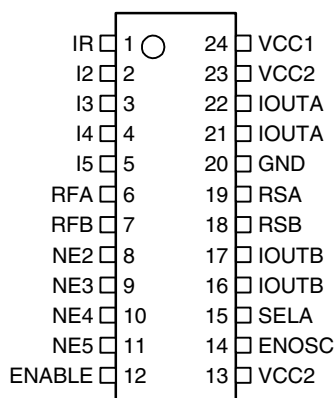 IR 1 24 VCC1
I2 2 23 VCC2
I3 3 22 IOUTA
I4 4 21 IOUTA
I5 5 20 GND
RFA 6 19 RSA
RFB 7 18 RSB
NE2 8 17 IOUTB
NE3 9 16 IOUTB
NE4 10 15 SELA
NE5 11 14 ENOSC
ENABLE 12 13 VCC2